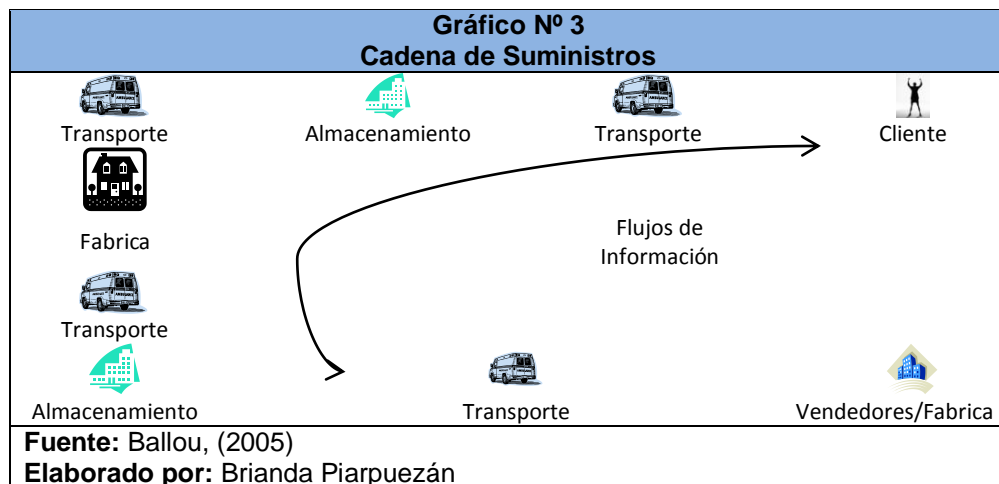 Gráfico Nº 3
Cadena de Suministros
Transporte
Almacenamiento
Transporte
Cliente
Fabrica
Flujos de
Información
Transporte
Almacenamiento
Transporte
Vendedores/Fabrica
Fuente: Ballou, (2005)
Elaborado por: Brianda Piarpuezán